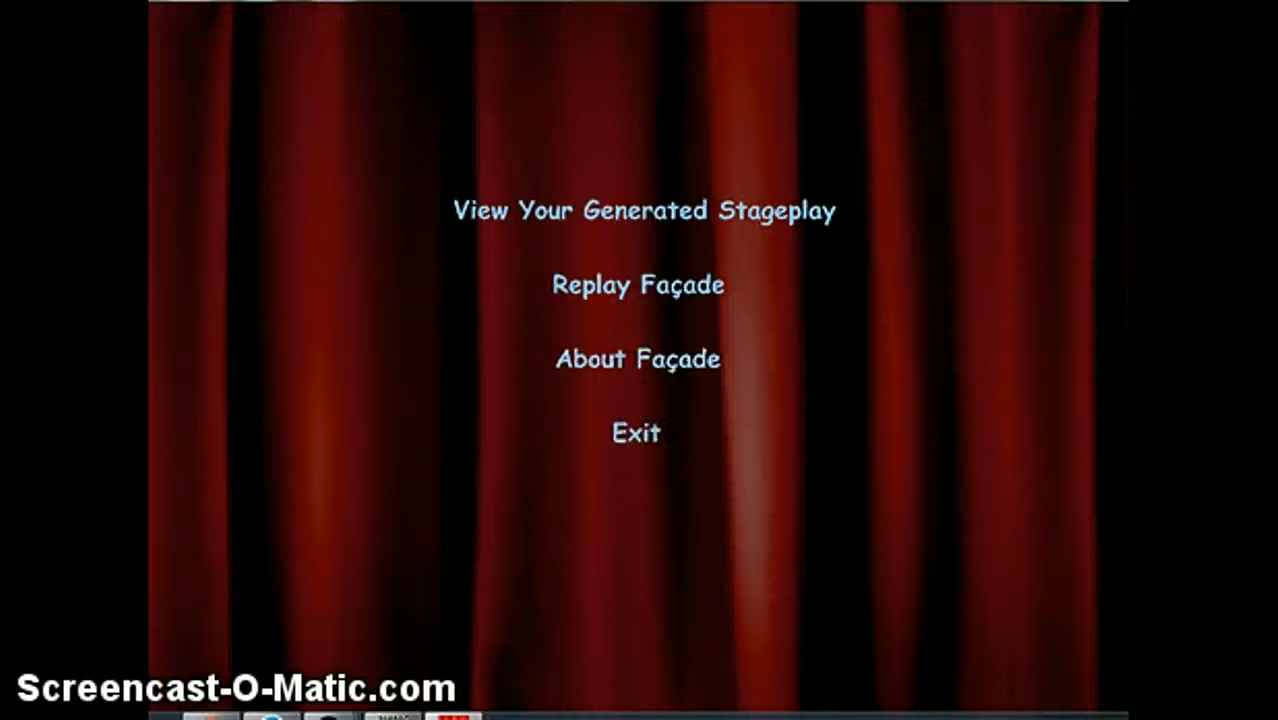 View Your Generated Stageplay
Replay Façade
About Façade
Exit
Screencast-O-Matic.com